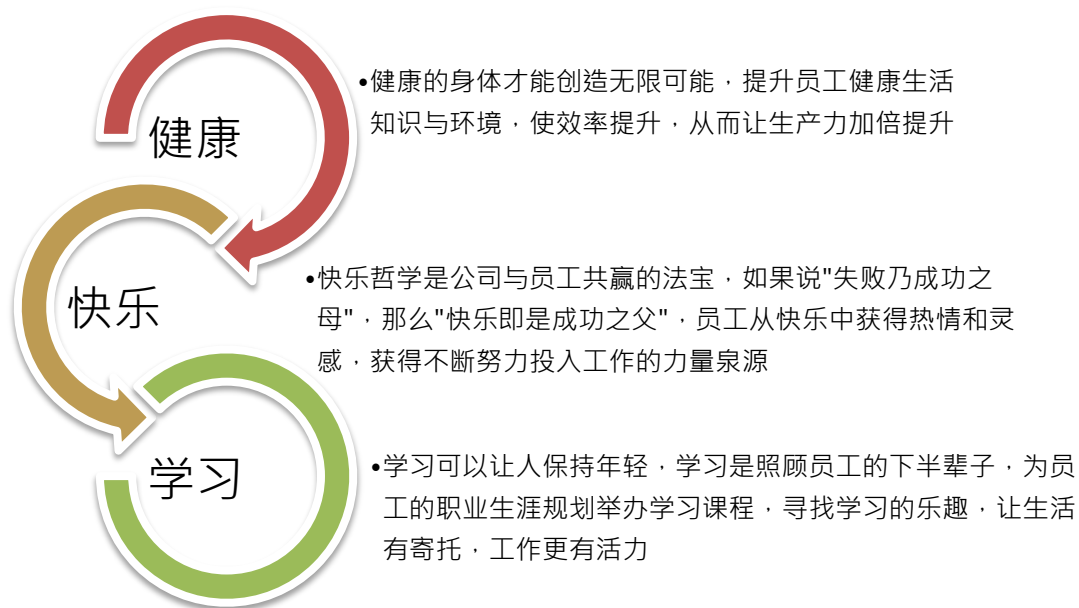 健康
•健康的身体才能创造无限可能，提升员工健康生活
知识与环境，使效率提升，从而让生产力加倍提升
快乐
•快乐哲学是公司与员工共赢的法宝，如果说"失败乃成功之
母"，那么"快乐即是成功之父"，员工从快乐中获得热情和灵
感，获得不断努力投入工作的力量泉源
学习
•学习可以让人保持年轻，学习是照顾员工的下半辈子，为员
工的职业生涯规划举办学习课程，寻找学习的乐趣，让生活
有寄托，工作更有活力